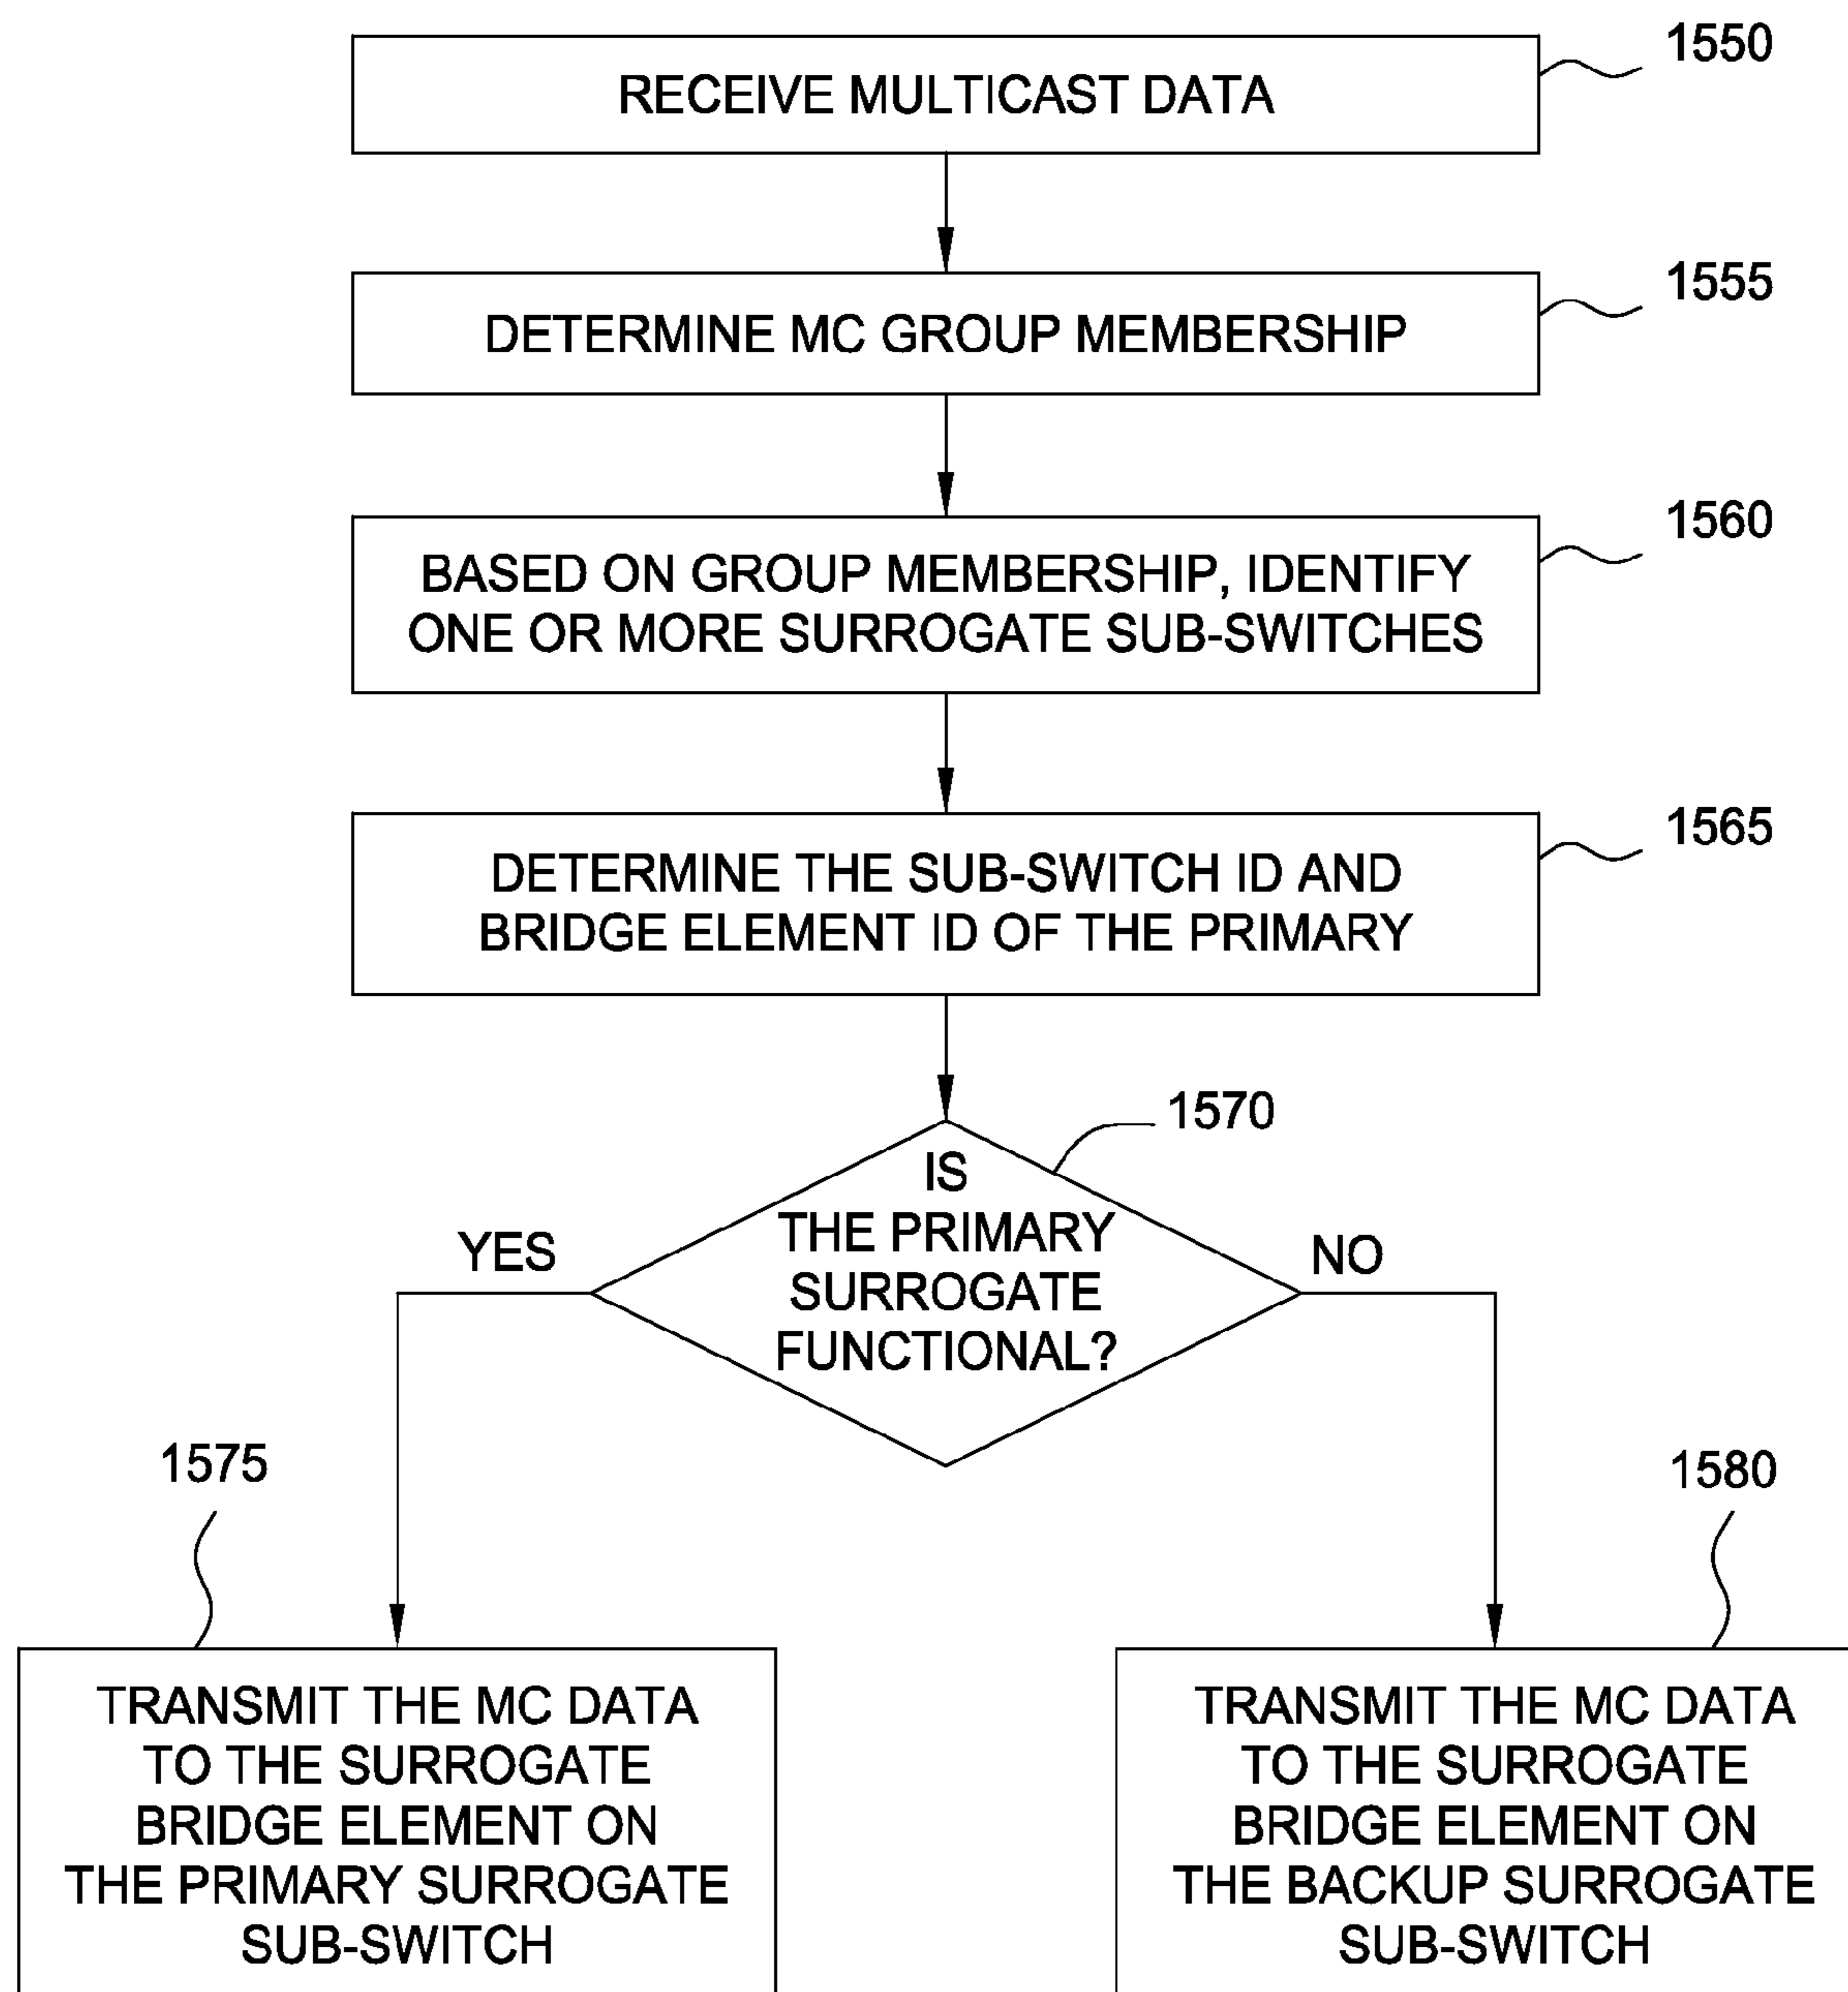 1550
RECEIVE MULTICAST DATA
1555
DETERMINE MC GROUP MEMBERSHIP
1560
BASED ON GROUP MEMBERSHIP, IDENTIFY
ONE OR MORE SURROGATE SUB-SWITCHES
1565
DETERMINE THE SUB-SWITCH ID AND
BRIDGE ELEMENT ID OF THE PRIMARY
1570
IS
THE PRIMARY
SURROGATE
FUNCTIONAL?
YES
NO
1575
TRANSMIT THE MC DATA
TO THE SURROGATE
BRIDGE ELEMENT ON
THE PRIMARY SURROGATE
SUB-SWITCH
1580
TRANSMIT THE MC DATA
TO THE SURROGATE
BRIDGE ELEMENT ON
THE BACKUP SURROGATE
SUB-SWITCH